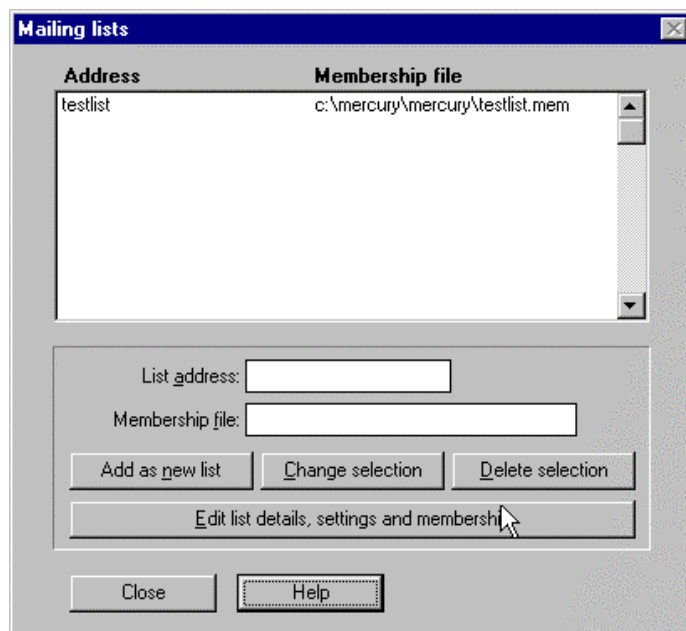 Mailing lists
Address Membership file
testlist c:\mercury\mercury\testlist.mem
List address:
Membership file:
Add as new list Change selection Delete selection
Edit list details, settings and membershi
Close Help